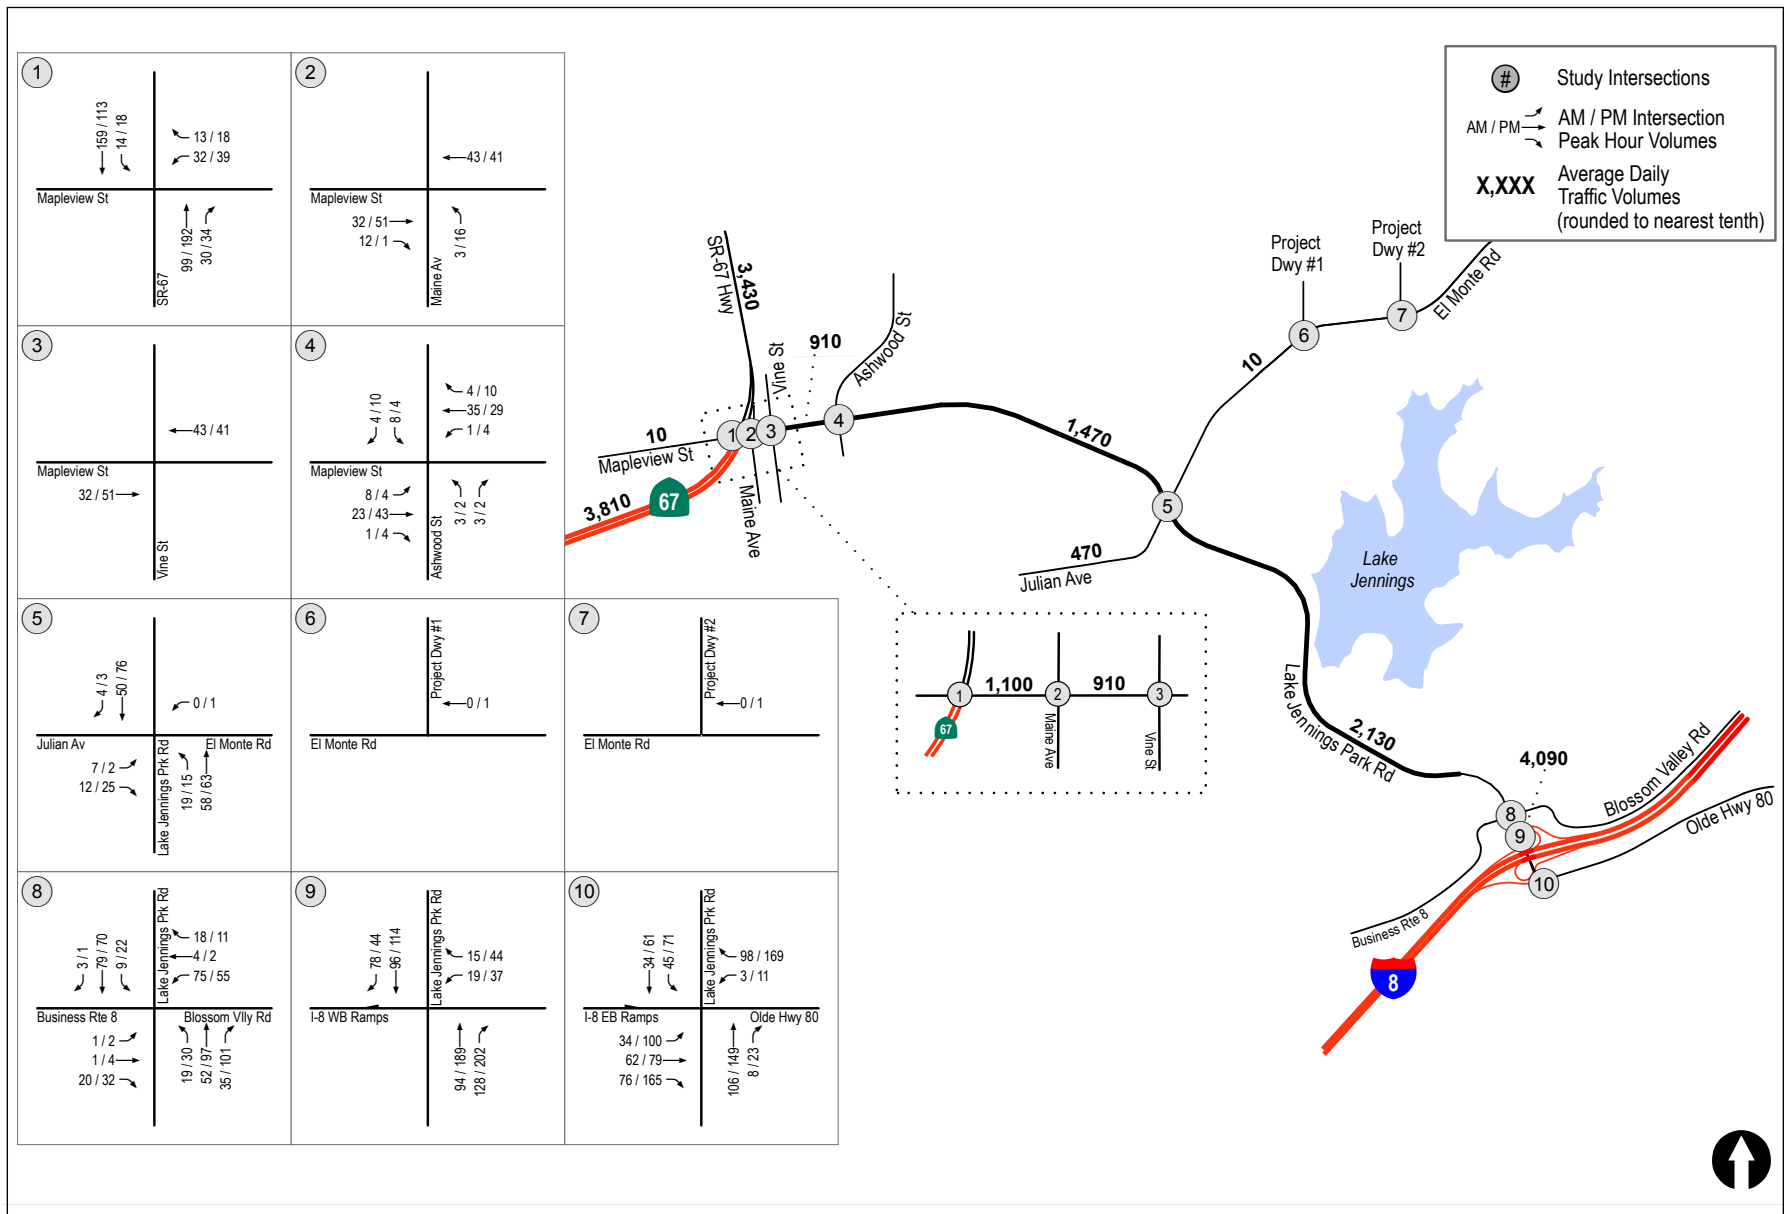 1
159 / 113
14 / 18
13 / 18
32 / 39
Mapleview St
99 / 192
30 / 34
SR-67
2
43 / 41
Mapleview St
32 / 51
12 / 1
3 / 16
Maine Av
3
43 / 41
Mapleview St
32 / 51
Vine St
4
4 / 10
8 / 4
4 / 10
35 / 29
1 / 4
Mapleview St
8 / 4
23 / 43
1 / 4
3 / 2
3 / 2
Ashwood St
5
4 / 3
50 / 76
0 / 1
Julian Av
El Monte Rd
7 / 2
12 / 25
19 / 15
58 / 63
Lake Jennings Prk Rd
6
Project Dwy #1
0 / 1
El Monte Rd
7
Project Dwy #2
0 / 1
El Monte Rd
8
3 / 1
79 / 70
9 / 22
Lake Jennings Prk Rd
18 / 11
4 / 2
75 / 55
Business Rte 8
Blossom Vlly Rd
1 / 2
1 / 4
20 / 32
19 / 30
52 / 97
35 / 101
9
78 / 44
96 / 114
Lake Jennings Prk Rd
15 / 44
19 / 37
I-8 WB Ramps
94 / 189
128 / 202
10
34 / 61
45 / 71
Lake Jennings Prk Rd
98 / 169
3 / 11
I-8 EB Ramps
Olde Hwy 80
34 / 100
62 / 79
76 / 165
106 / 149
8 / 23
#
Study Intersections
AM / PM
AM / PM Intersection
Peak Hour Volumes
X,XXX
Average Daily
Traffic Volumes
(rounded to nearest tenth)
SR-67 Hwy
3,430
Vine St
910
Ashwood St
10
Mapleview St
1
2
3
4
3,810
67
Maine Ave
1,470
5
470
Julian Ave
10
Project
Dwy #1
Project
Dwy #2
6
7
El Monte Rd
Lake
Jennings
1
1,100
2
910
3
67
Maine Ave
Vine St
Lake Jennings Park Rd
2,130
4,090
Blossom Valley Rd
Olde Hwy 80
8
9
10
Business Rte 8
8